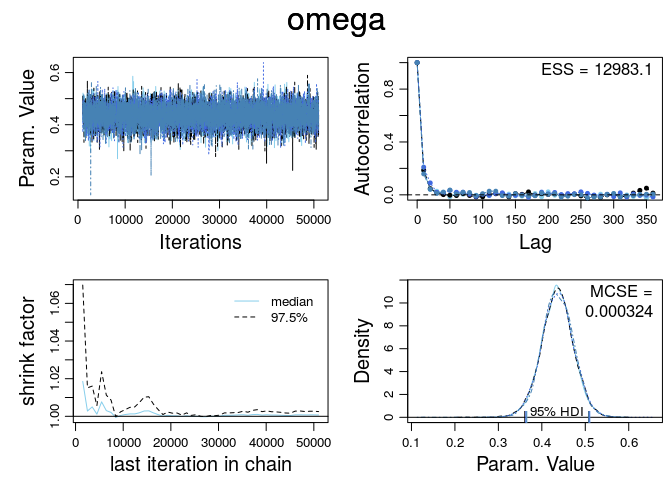 omega
Param. Value
0.2 0.4 0.6
0 10000 20000 30000 40000 50000
Iterations
Autocorrelation
0.0 0.4 0.8
ESS = 12983.1
0 50 100 150 200 250 300 350
Lag
shrink factor
1.00 1.02 1.04 1.06
median
97.5%
0 10000 20000 30000 40000 50000
last iteration in chain
Density
0 2 4 6 8 10
MCSE =
0.000324
95% HDI
0.1 0.2 0.3 0.4 0.5 0.6
Param. Value